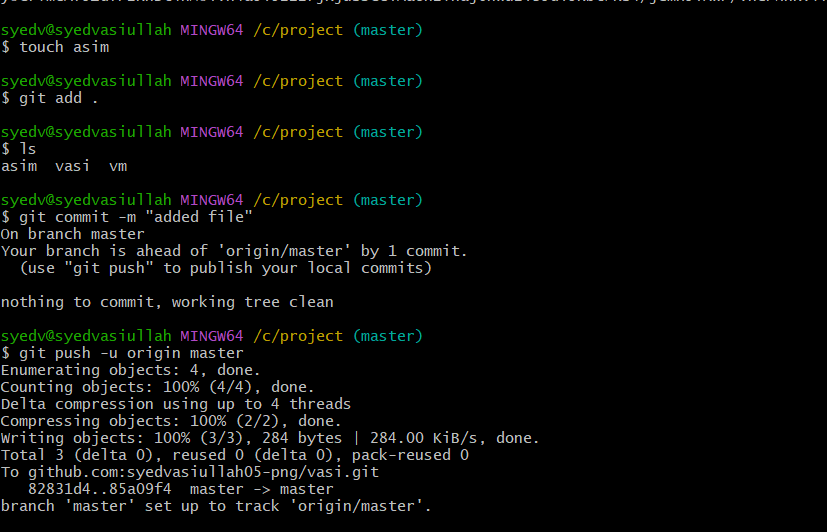 syedv@syedvasiullah MINGW64 /c/project (master)
$ touch asim
syedv@syedvasiullah MINGW64 /c/project (master)
$ git add .
syedv@syedvasiullah MINGW64 /c/project (master)
$ ls
asim  vasi  vm
syedv@syedvasiullah MINGW64 /c/project (master)
$ git commit -m "added file"
On branch master
Your branch is ahead of 'origin/master' by 1 commit.
  (use "git push" to publish your local commits)
nothing to commit, working tree clean
syedv@syedvasiullah MINGW64 /c/project (master)
$ git push -u origin master
Enumerating objects: 4, done.
Counting objects: 100% (4/4), done.
Delta compression using up to 4 threads
Compressing objects: 100% (2/2), done.
Writing objects: 100% (3/3), 284 bytes | 284.00 KiB/s, done.
Total 3 (delta 0), reused 0 (delta 0), pack-reused 0
To github.com:syedvasiullah05-png/vasi.git
   82831d4..85a09f4  master -> master
branch 'master' set up to track 'origin/master'.